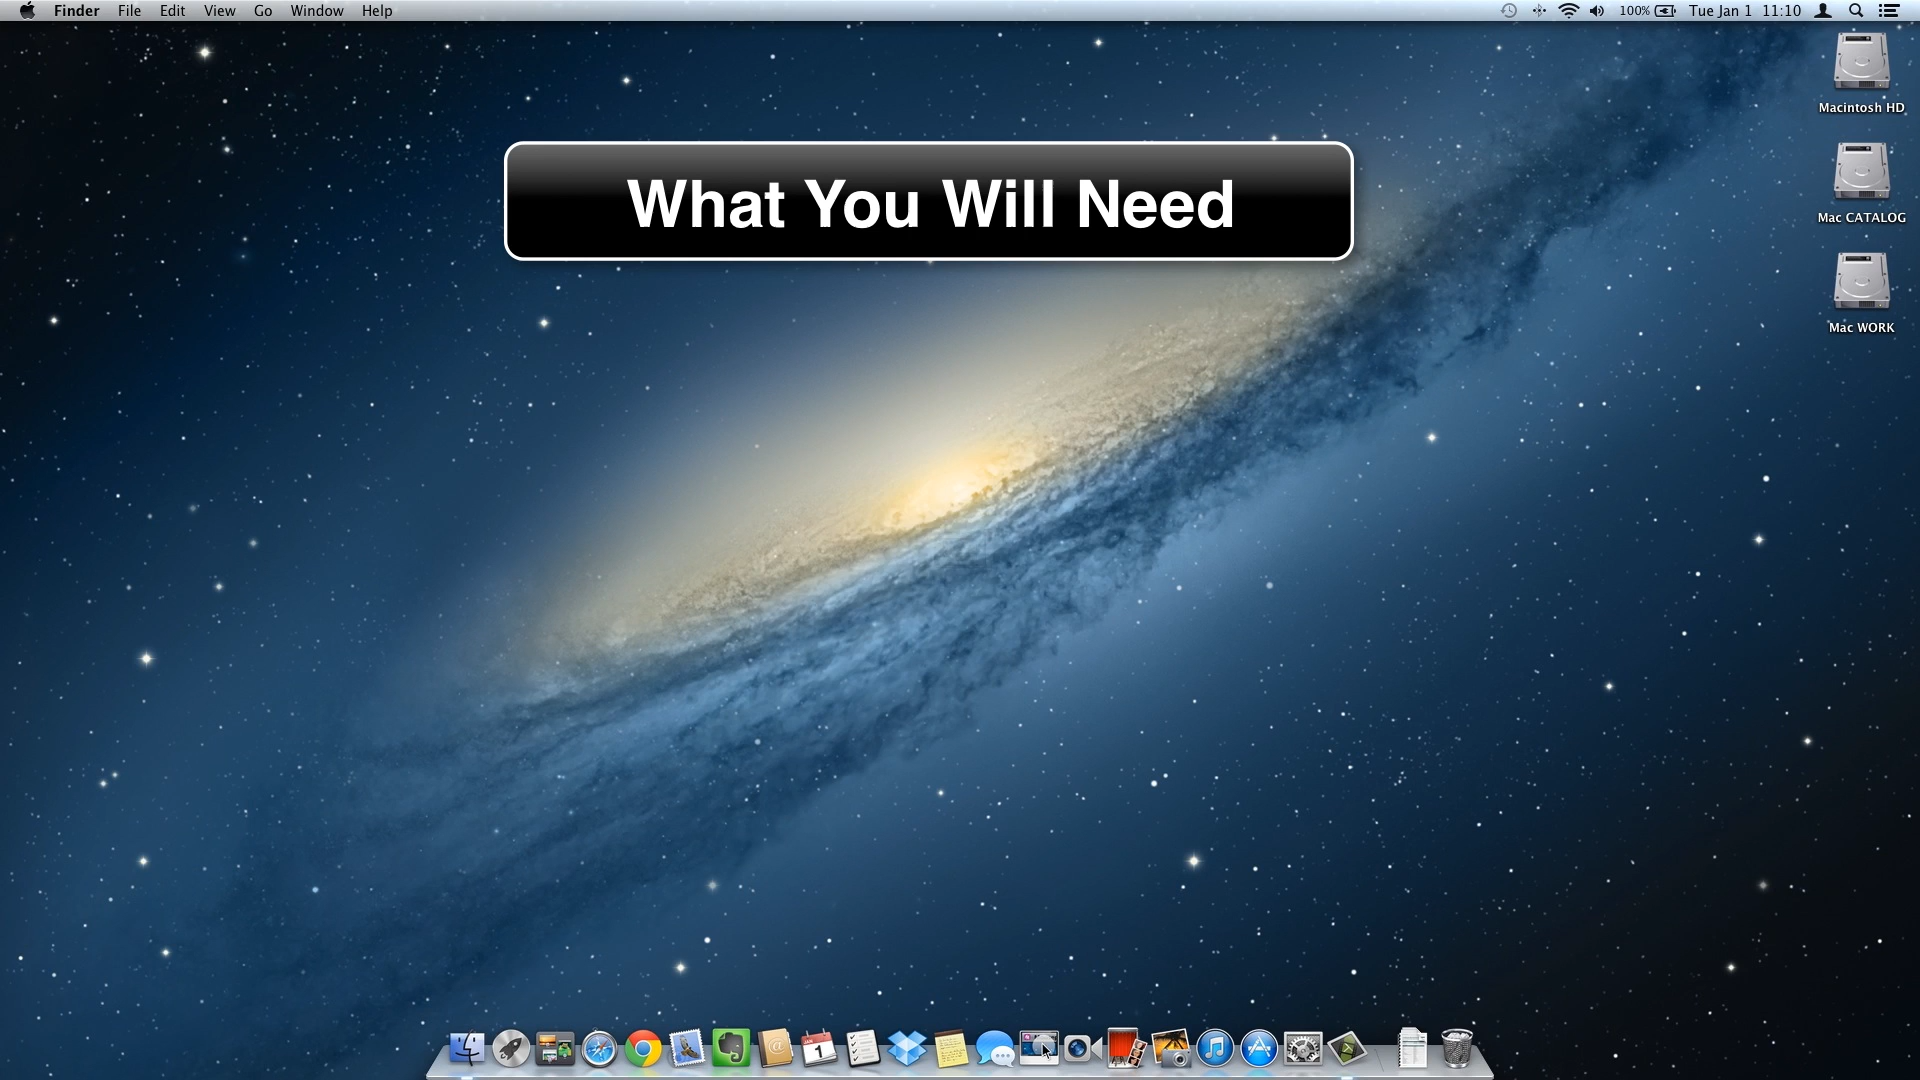 Finder File Edit View Go Window Help
100% Tue Jan 1 11:10
Macintosh HD
What You Will Need
Mac CATALOG
Mac WORK
1